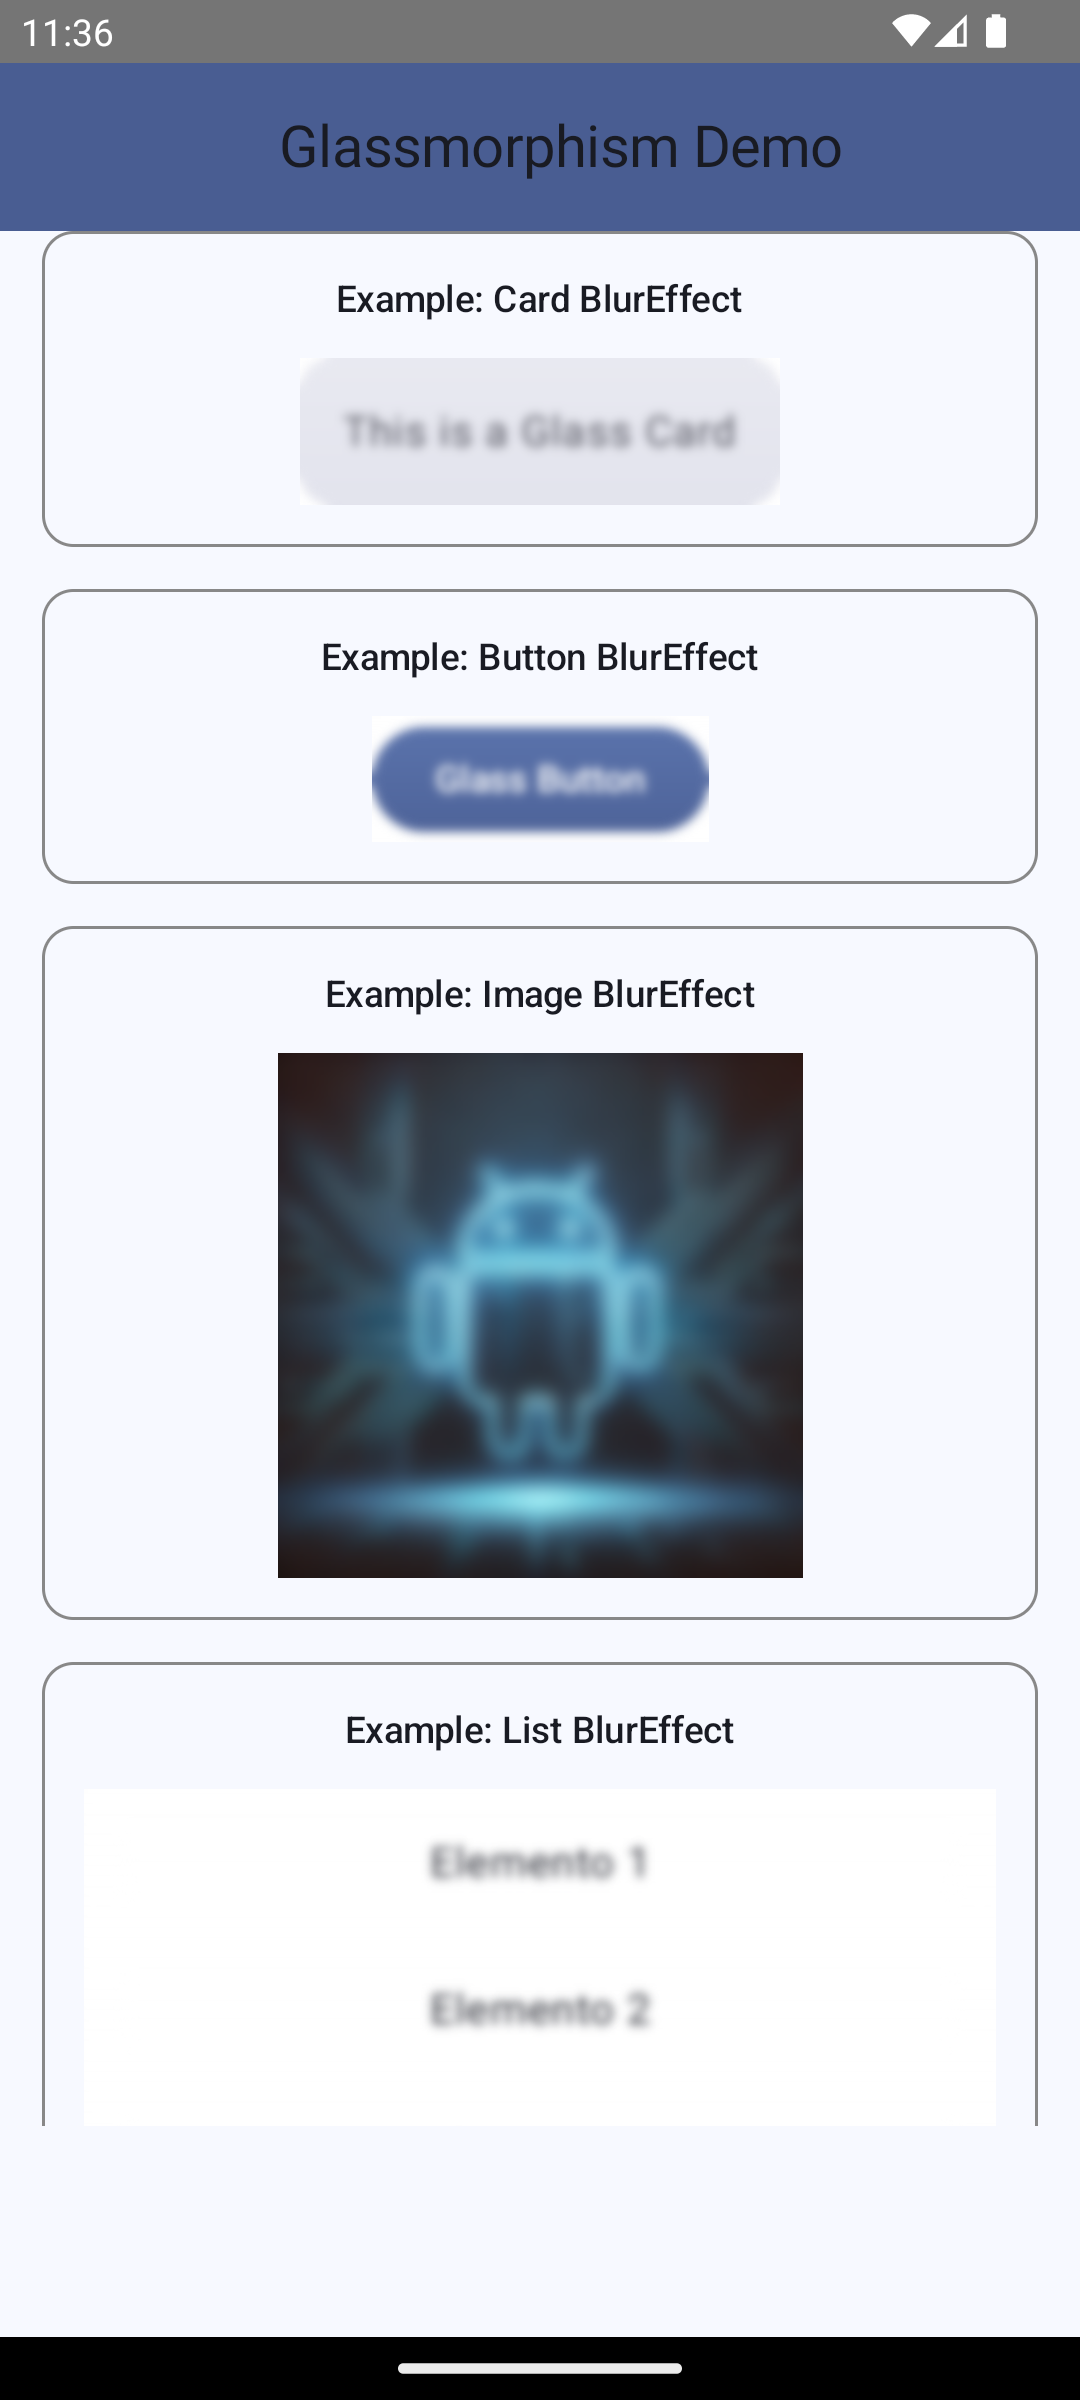 11:36
Glassmorphism Demo
Example: Card BlurEffect
This is a Glass Card
Example: Button BlurEffect
Glass Button
Example: Image BlurEffect
Example: List BlurEffect
Elemento 1
Elemento 2